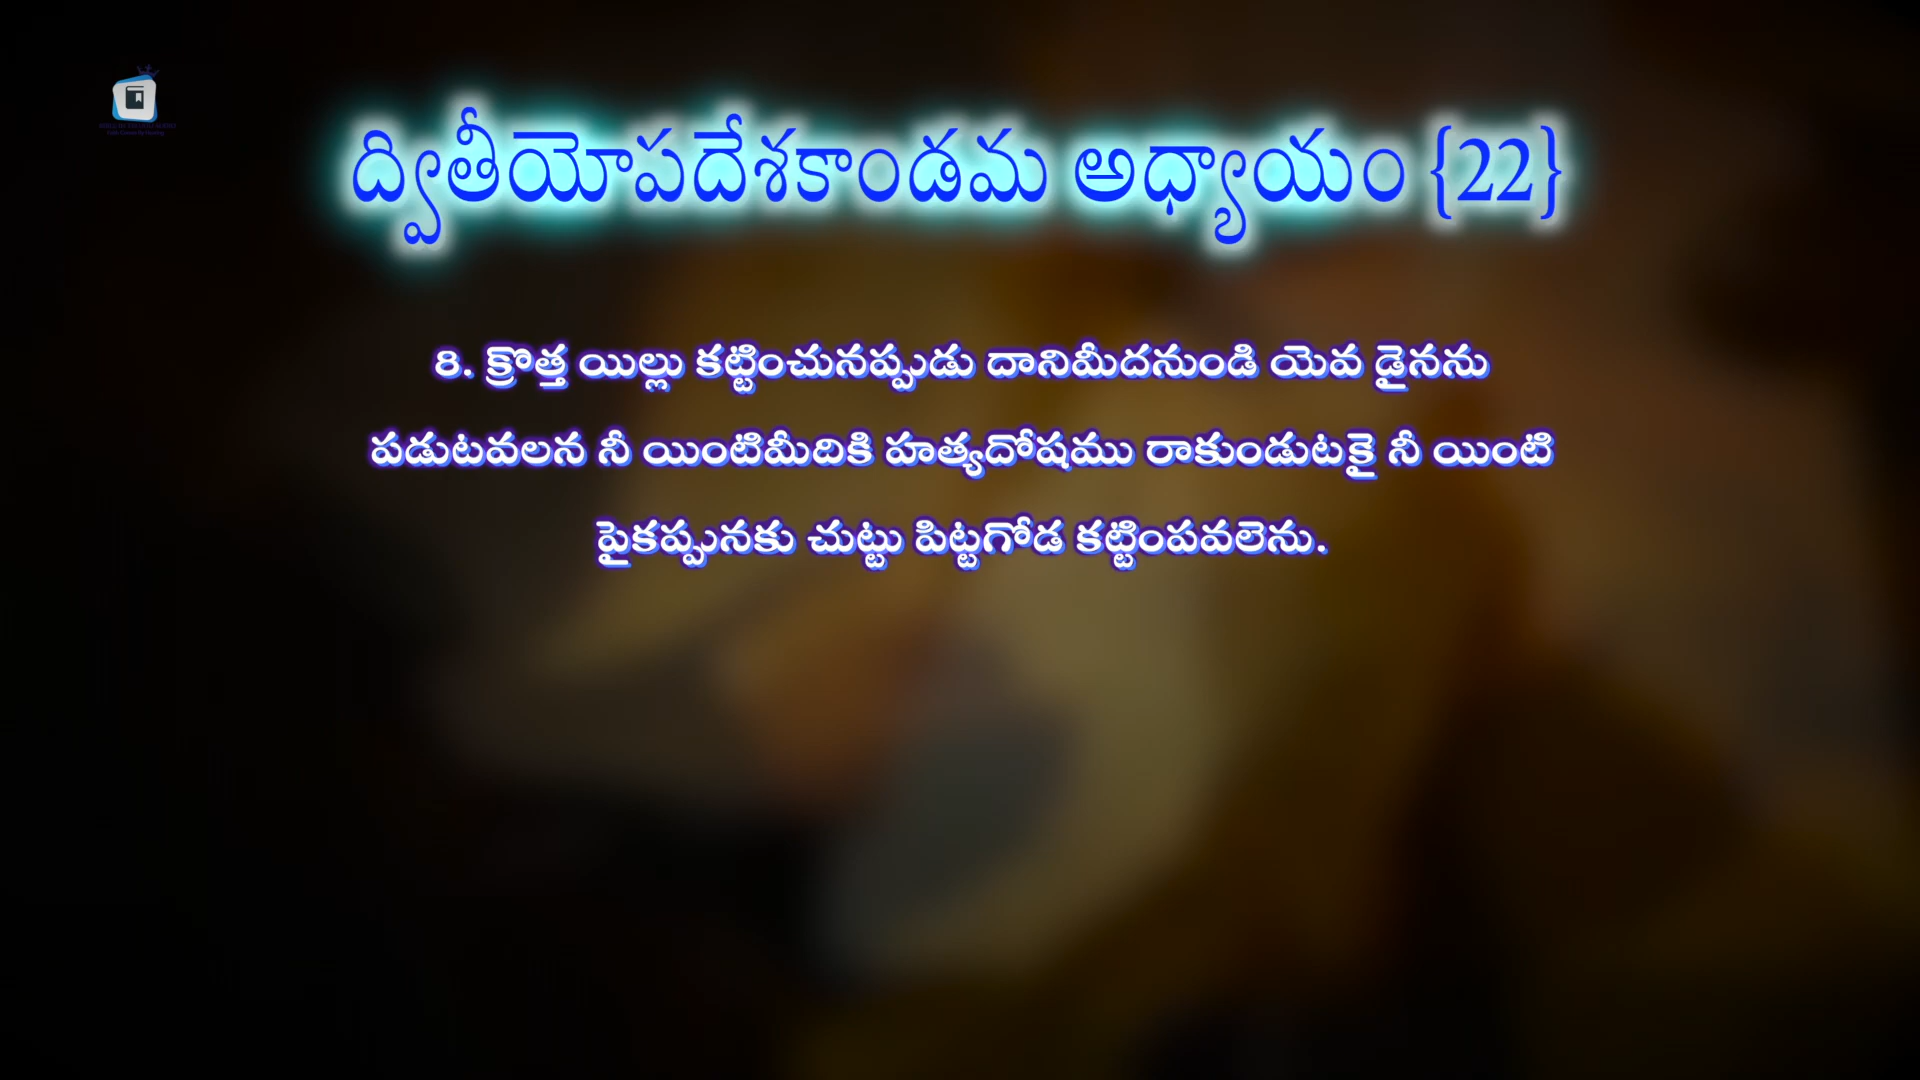 ద్వితీయోపదేశకాండమ అధ్యాయం {22}
8. క్రొత్త యిల్లు కట్టించునప్పుడు దానిమీదనుండి యెవ డైనను
పడుటవలన నీ యింటిమీదికి హత్యదోషము రాకుండుటకై నీ యింటి
పైకప్పునకు చుట్టు పిట్టగోడ కట్టింపవలెను.